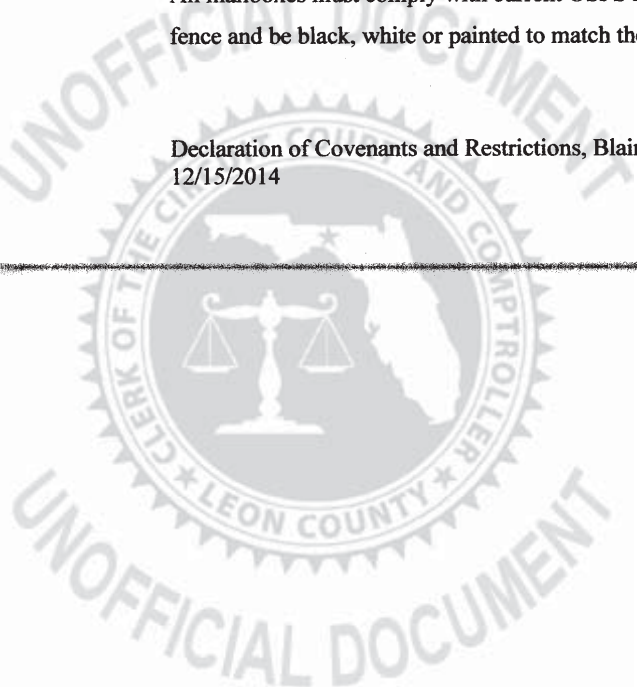 fence and be black, white or painted to match the
Declaration of Covenants and Restrictions, Blair
12/15/2014
UNOFFICIAL DOCUMENT
CLERK OF THE CIRCUIT COURT AND COMPTROLLER
LEON COUNTY
UNOFFICIAL DOCUMENT